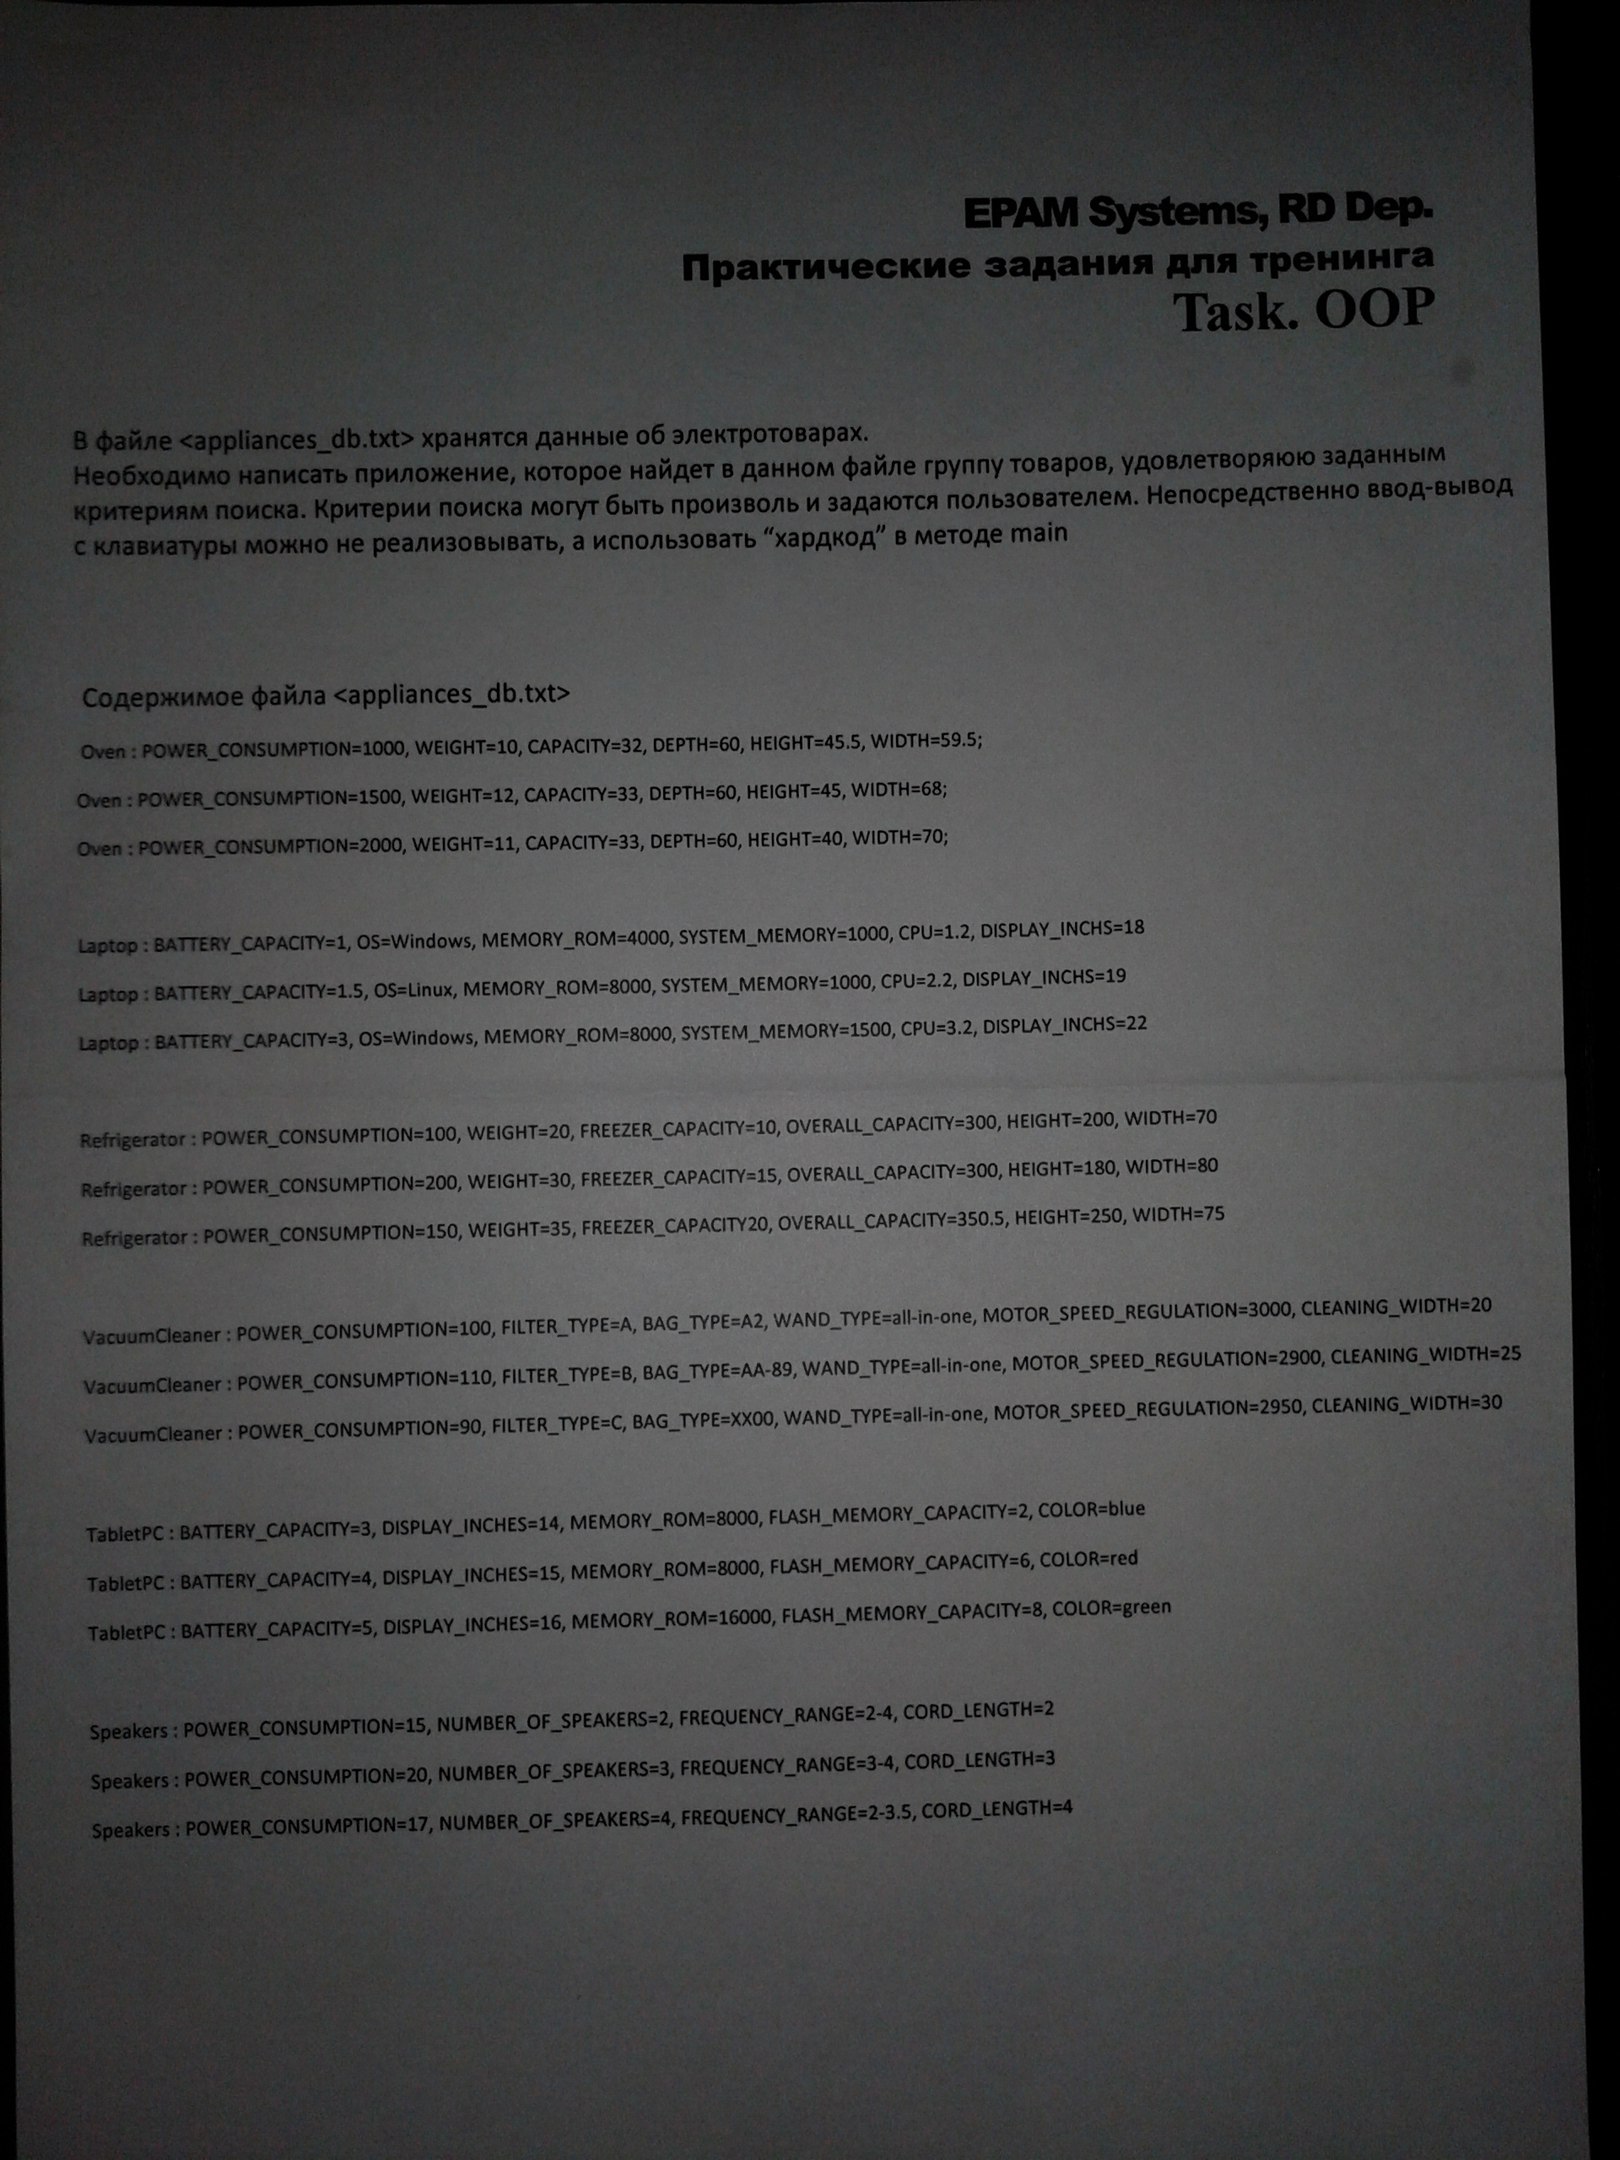 EPAM Systems, RD Dep.
Практические задания для тренинга
Task. OOP
В файле <appliances_db.txt> хранятся данные об электротоварах.
Необходимо написать приложение, которое найдет в данном файле группу товаров, удовлетворяюю заданным
критериям поиска. Критерии поиска могут быть произволь и задаются пользователем. Непосредственно ввод-вывод
с клавиатуры можно не реализовывать, а использовать “хардкод” в методе main
Содержимое файла <appliances_db.txt>
Oven : POWER_CONSUMPTION=1000, WEIGHT=10, CAPACITY=32, DEPTH=60, HEIGHT=45.5, WIDTH=59.5;
Oven : POWER_CONSUMPTION=1500, WEIGHT=12, CAPACITY=33, DEPTH=60, HEIGHT=45, WIDTH=68;
Oven : POWER_CONSUMPTION=2000, WEIGHT=11, CAPACITY=33, DEPTH=60, HEIGHT=40, WIDTH=70;
Laptop : BATTERY_CAPACITY=1, OS=Windows, MEMORY_ROM=4000, SYSTEM_MEMORY=1000, CPU=1.2, DISPLAY_INCHS=18
Laptop : BATTERY_CAPACITY=1.5, OS=Linux, MEMORY_ROM=8000, SYSTEM_MEMORY=1000, CPU=2.2, DISPLAY_INCHS=19
Laptop : BATTERY_CAPACITY=3, OS=Windows, MEMORY_ROM=8000, SYSTEM_MEMORY=1500, CPU=3.2, DISPLAY_INCHS=22
Refrigerator : POWER_CONSUMPTION=100, WEIGHT=20, FREEZER_CAPACITY=10, OVERALL_CAPACITY=300, HEIGHT=200, WIDTH=70
Refrigerator : POWER_CONSUMPTION=200, WEIGHT=30, FREEZER_CAPACITY=15, OVERALL_CAPACITY=300, HEIGHT=180, WIDTH=80
Refrigerator : POWER_CONSUMPTION=150, WEIGHT=35, FREEZER_CAPACITY20, OVERALL_CAPACITY=350.5, HEIGHT=250, WIDTH=75
VacuumCleaner : POWER_CONSUMPTION=100, FILTER_TYPE=A, BAG_TYPE=A2, WAND_TYPE=all-in-one, MOTOR_SPEED_REGULATION=3000, CLEANING_WIDTH=20
VacuumCleaner : POWER_CONSUMPTION=110, FILTER_TYPE=B, BAG_TYPE=AA-89, WAND_TYPE=all-in-one, MOTOR_SPEED_REGULATION=2900, CLEANING_WIDTH=25
VacuumCleaner : POWER_CONSUMPTION=90, FILTER_TYPE=C, BAG_TYPE=XX00, WAND_TYPE=all-in-one, MOTOR_SPEED_REGULATION=2950, CLEANING_WIDTH=30
TabletPC : BATTERY_CAPACITY=3, DISPLAY_INCHES=14, MEMORY_ROM=8000, FLASH_MEMORY_CAPACITY=2, COLOR=blue
TabletPC : BATTERY_CAPACITY=4, DISPLAY_INCHES=15, MEMORY_ROM=8000, FLASH_MEMORY_CAPACITY=6, COLOR=red
TabletPC : BATTERY_CAPACITY=5, DISPLAY_INCHES=16, MEMORY_ROM=16000, FLASH_MEMORY_CAPACITY=8, COLOR=green
Speakers : POWER_CONSUMPTION=15, NUMBER_OF_SPEAKERS=2, FREQUENCY_RANGE=2-4, CORD_LENGTH=2
Speakers : POWER_CONSUMPTION=20, NUMBER_OF_SPEAKERS=3, FREQUENCY_RANGE=3-4, CORD_LENGTH=3
Speakers : POWER_CONSUMPTION=17, NUMBER_OF_SPEAKERS=4, FREQUENCY_RANGE=2-3.5, CORD_LENGTH=4